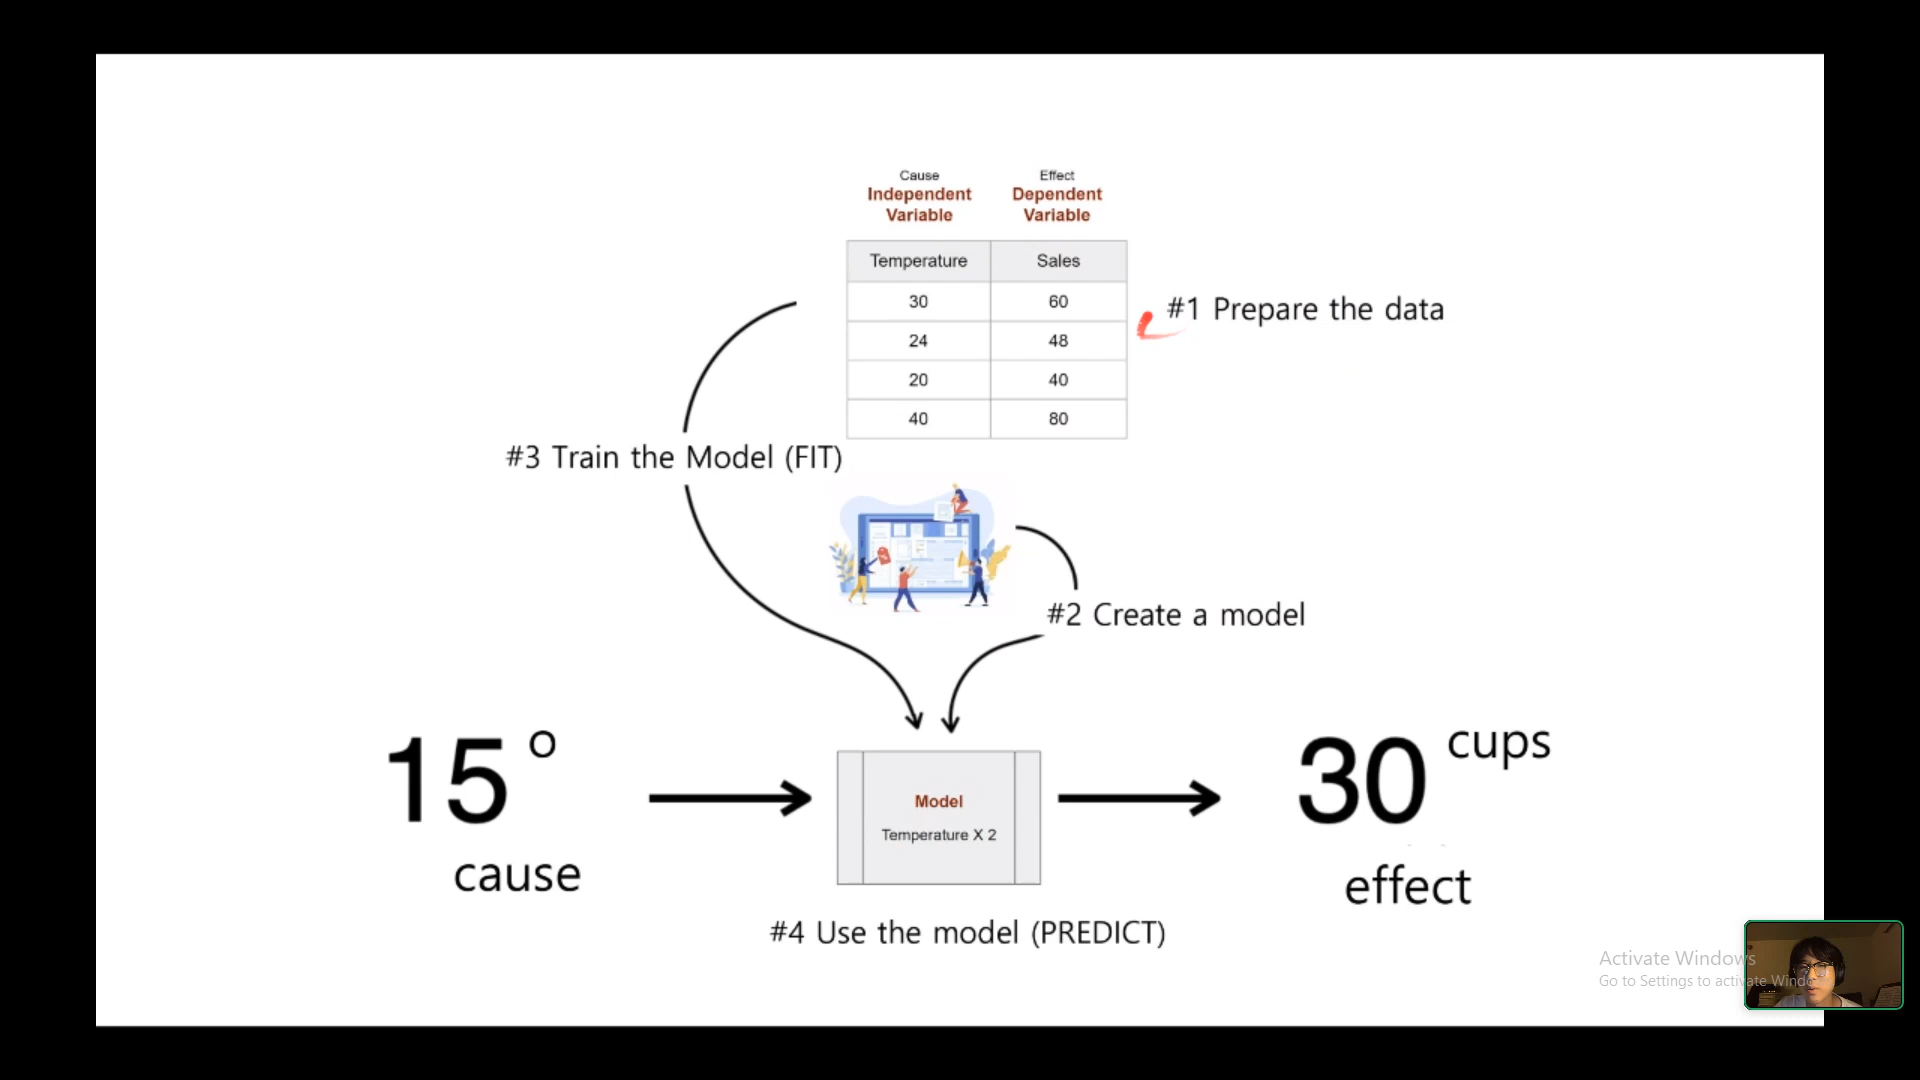 Cause
Independent
Variable
Effect
Dependent
Variable
Temperature Sales
30 60
24 48
20 40
40 80
#1 Prepare the data
#3 Train the Model (FIT)
#2 Create a model
15°
cause
Model
Temperature X 2
30 cups
effect
#4 Use the model (PREDICT)
Activate Windows
Go to Settings to activate